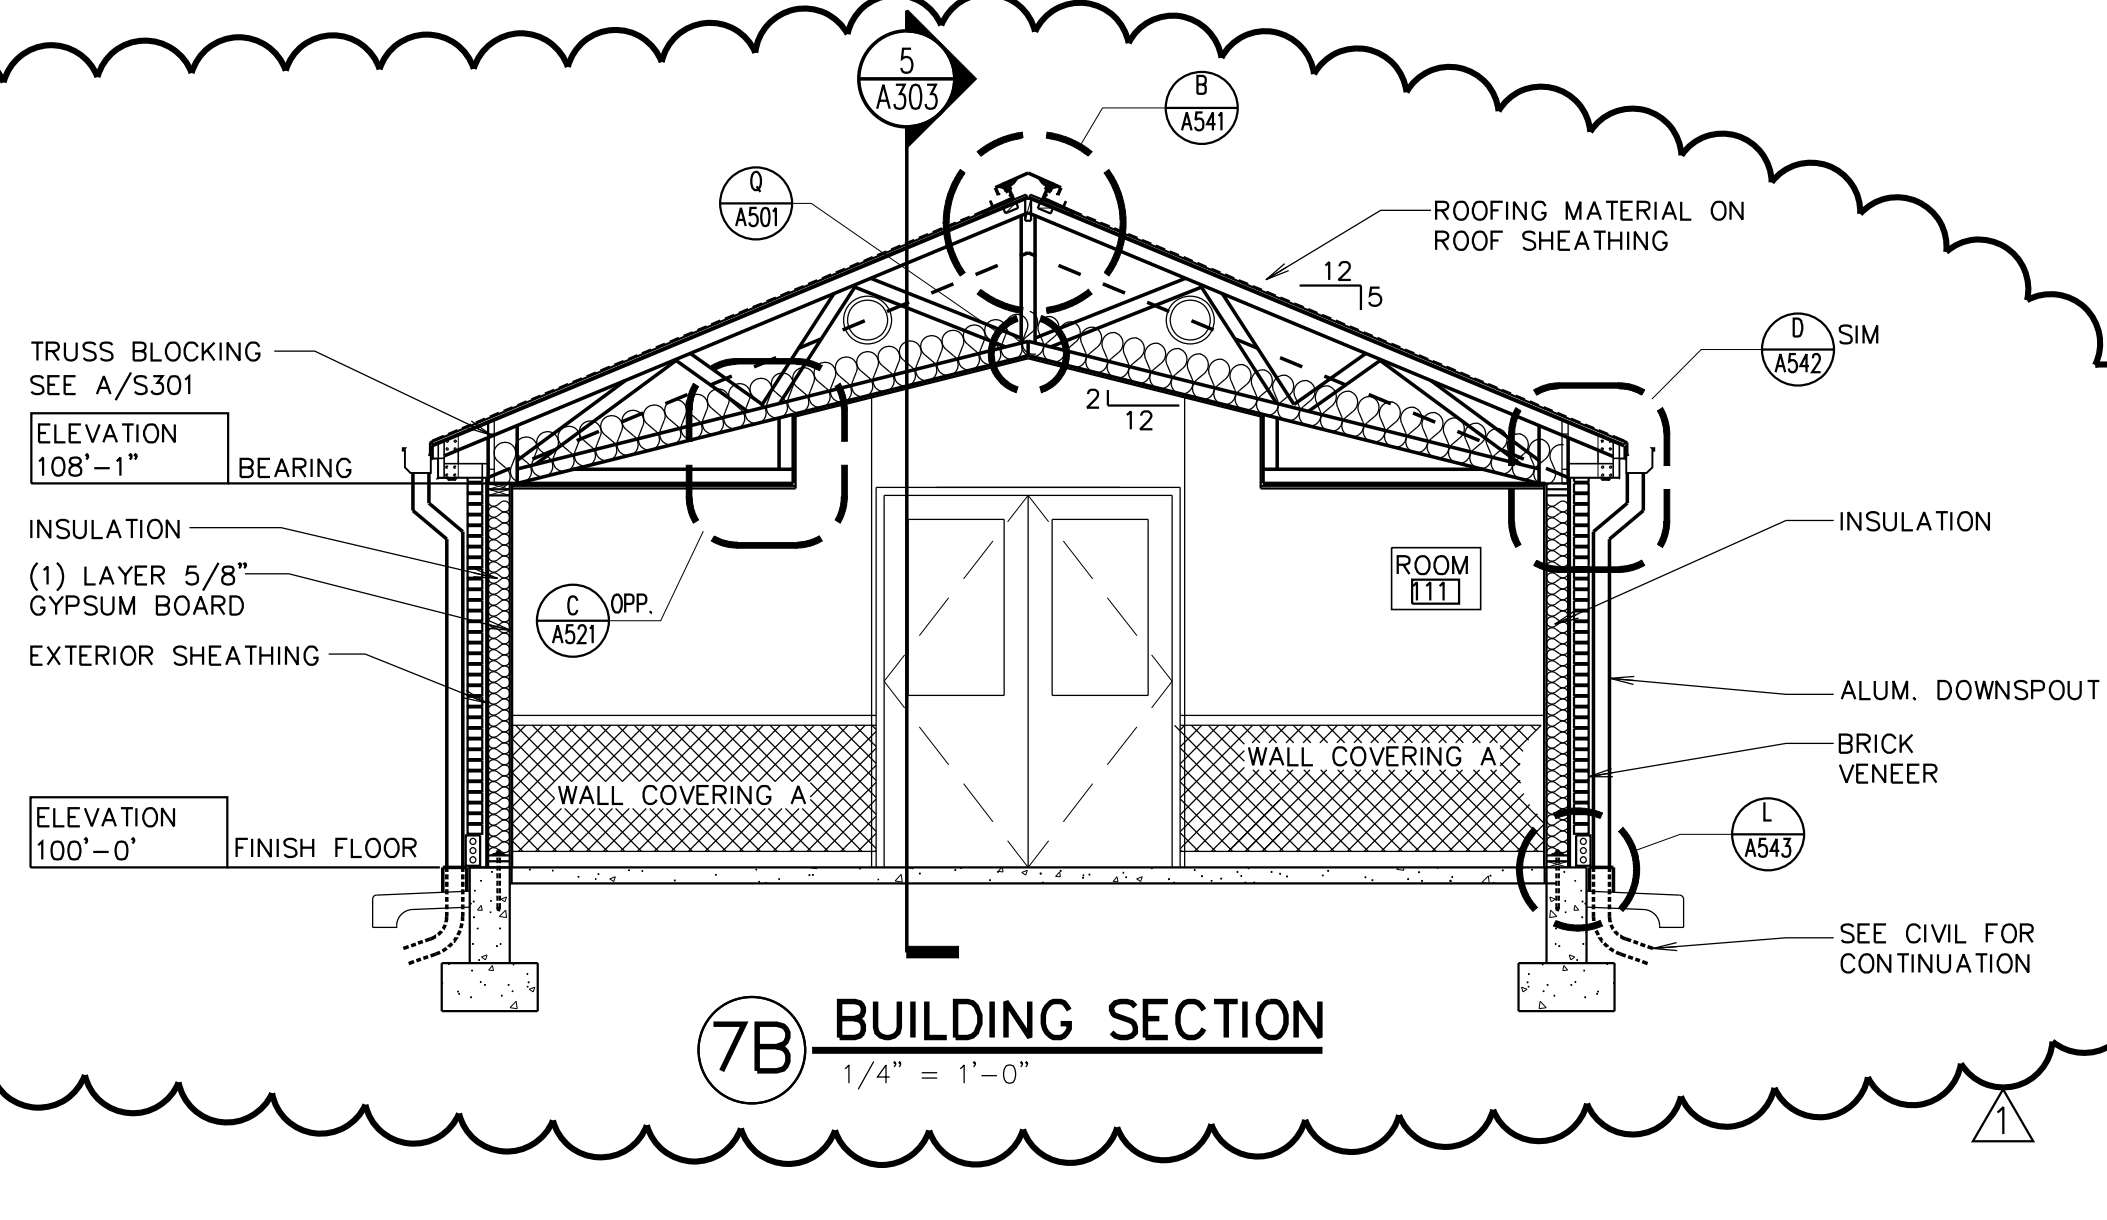 5
A303
B
A541
Q
A501
ROOFING MATERIAL ON
ROOF SHEATHING
12
5
D
A542
SIM
TRUSS BLOCKING
SEE A/S301
2
12
ELEVATION
108'-1"
BEARING
INSULATION
INSULATION
(1) LAYER 5/8"
GYPSUM BOARD
ROOM
111
C
A521
OPP.
EXTERIOR SHEATHING
ALUM. DOWNSPOUT
BRICK
VENEER
WALL COVERING A
WALL COVERING A
ELEVATION
100'-0'
FINISH FLOOR
L
A543
SEE CIVIL FOR
CONTINUATION
7B
BUILDING SECTION
1/4" = 1'-0"
1